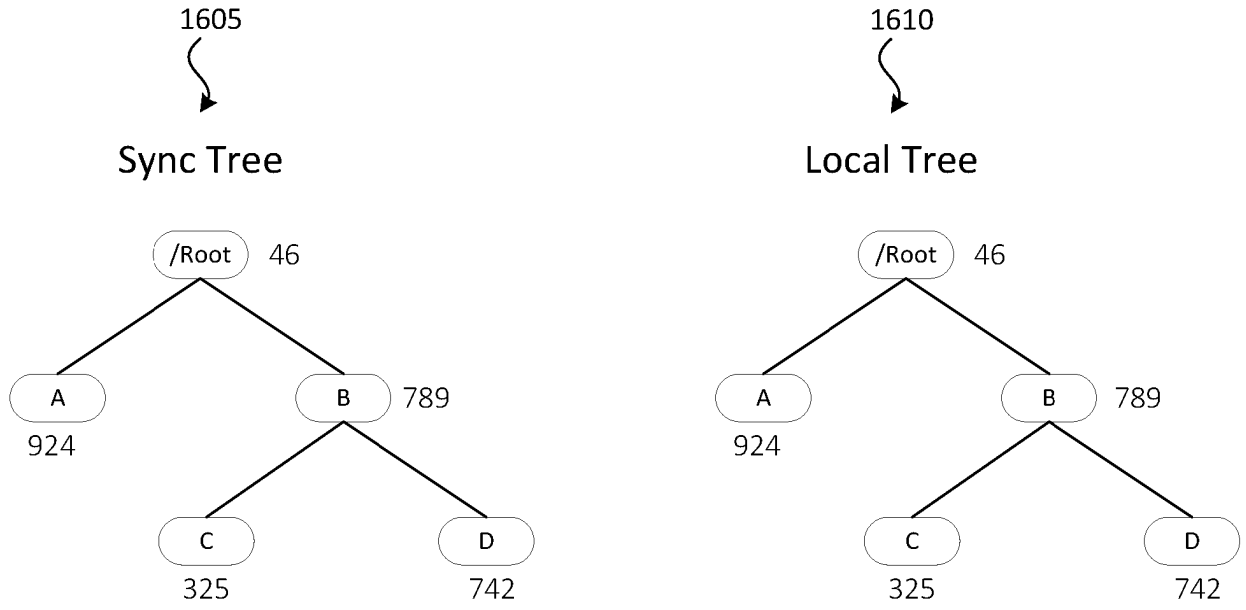 1605
1610
Sync Tree
Local Tree
/Root 46
/Root 46
A
B 789
A
B 789
924
924
C
D
C
D
325
742
325
742